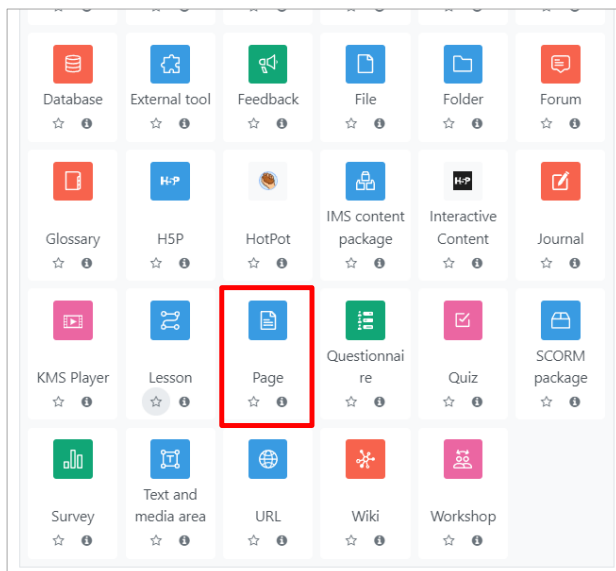 Database
External tool
Feedback
File
Folder
Forum
H-P
H-P
IMS content
package
Interactive
Content
Glossary
H5P
HotPot
Journal
Questionnai
re
SCORM
package
KMS Player
Lesson
Page
Quiz
T
Text and
media area
Survey
URL
Wiki
Workshop